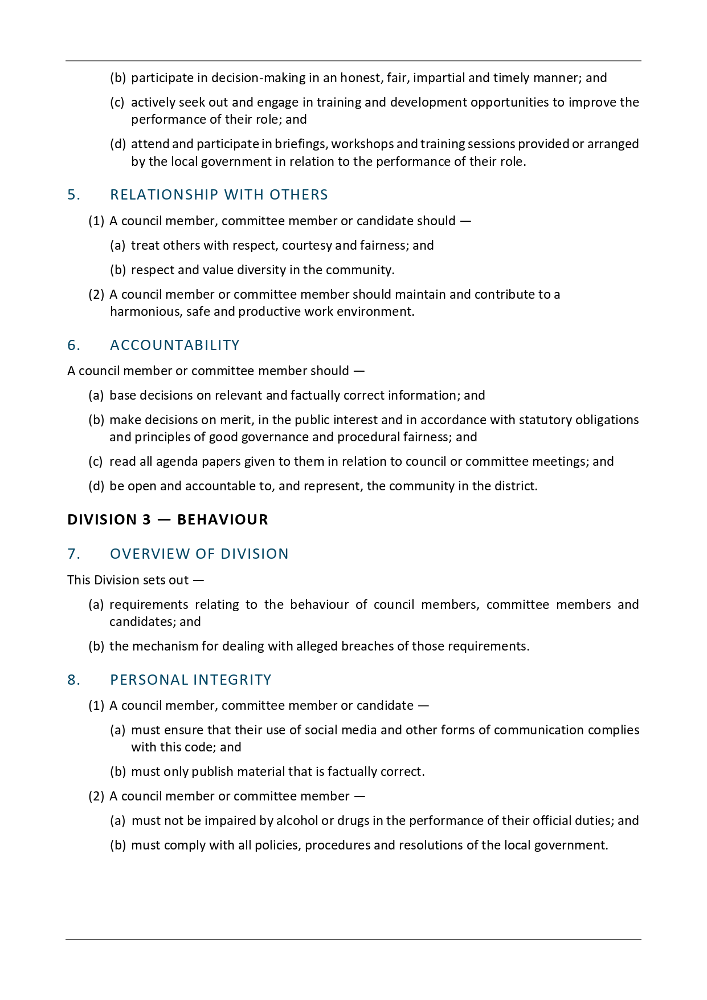 (b) participate in decision-making in an honest, fair, impartial and timely manner; and
(c) actively seek out and engage in training and development opportunities to improve the
performance of their role; and
(d) attend and participate in briefings, workshops and training sessions provided or arranged
by the local government in relation to the performance of their role.
5. RELATIONSHIP WITH OTHERS
(1) A council member, committee member or candidate should —
(a) treat others with respect, courtesy and fairness; and
(b) respect and value diversity in the community.
(2) A council member or committee member should maintain and contribute to a
harmonious, safe and productive work environment.
6. ACCOUNTABILITY
A council member or committee member should —
(a) base decisions on relevant and factually correct information; and
(b) make decisions on merit, in the public interest and in accordance with statutory obligations
and principles of good governance and procedural fairness; and
(c) read all agenda papers given to them in relation to council or committee meetings; and
(d) be open and accountable to, and represent, the community in the district.
DIVISION 3 — BEHAVIOUR
7. OVERVIEW OF DIVISION
This Division sets out —
(a) requirements relating to the behaviour of council members, committee members and
candidates; and
(b) the mechanism for dealing with alleged breaches of those requirements.
8. PERSONAL INTEGRITY
(1) A council member, committee member or candidate —
(a) must ensure that their use of social media and other forms of communication complies
with this code; and
(b) must only publish material that is factually correct.
(2) A council member or committee member —
(a) must not be impaired by alcohol or drugs in the performance of their official duties; and
(b) must comply with all policies, procedures and resolutions of the local government.